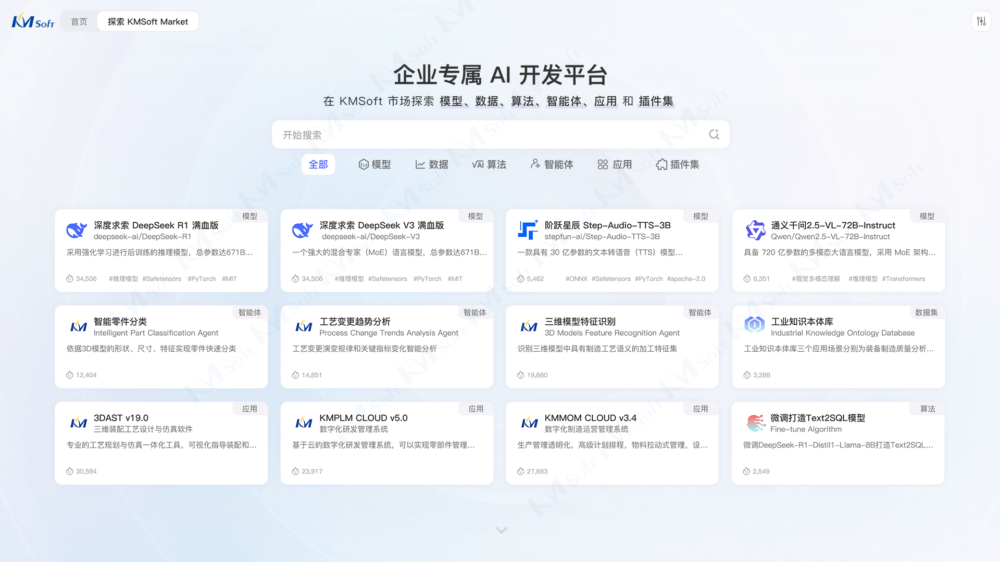 KM Soft
首页
探索 KMSoft Market
企业专属 AI 开发平台
在 KMSoft 市场探索 模型、数据、算法、智能体、应用 和 插件集
开始搜索
全部 模型 数据 √AI 算法 智能体 应用 插件集
模型
深度求索 DeepSeek R1 满血版
deepseek-ai/DeepSeek-R1
采用强化学习进行后训练的推理模型，总参数达671B...
34,506 #推理模型 #Safetensors #PyTorch #MIT
模型
深度求索 DeepSeek V3 满血版
deepseek-ai/DeepSeek-V3
一个强大的混合专家（MoE）语言模型，总参数达671B...
34,506 #推理模型 #Safetensors #PyTorch #MIT
模型
阶跃星辰 Step-Audio-TTS-3B
stepfun-ai/Step-Audio-TTS-3B
一款具有 30 亿参数的文本转语音（TTS）模型...
5,462 #ONNX #Safetensors #PyTorch #apache-2.0
模型
通义千问2.5-VL-72B-Instruct
Qwen/Qwen2.5-VL-72B-Instruct
具备 720 亿参数的多模态大语言模型，采用 MoE 架构...
6,351 #视觉多模态理解 #推理模型 #Transformers
智能体
KM
智能零件分类
Intelligent Part Classification Agent
依据3D模型的形状、尺寸、特征实现零件快速分类
12,404
智能体
KM
工艺变更趋势分析
Process Change Trends Analysis Agent
工艺变更演变规律和关键指标变化智能分析
14,851
智能体
KM
三维模型特征识别
3D Models Feature Recognition Agent
识别三维模型中具有制造工艺语义的加工特征集
19,680
数据集
工业知识本体库
Industrial Knowledge Ontology Database
工业知识本体库三个应用场景分别为装备制造质量分析...
3,288
应用
KM
3DAST v19.0
三维装配工艺设计与仿真软件
专业的工艺规划与仿真一体化工具，可视化指导装配和...
30,594
应用
KM
KMPLM CLOUD v5.0
数字化研发管理系统
基于云的数字化研发管理系统，可以实现零部件管理...
23,917
应用
KM
KMMOM CLOUD v3.4
数字化制造运营管理系统
生产管理透明化，高级计划排程，物料拉动式管理，设...
27,683
算法
微调打造Text2SQL模型
Fine-tune Algorithm
微调DeepSeek-R1-Distil1-Llama-8B打造Text2SQL...
2,549